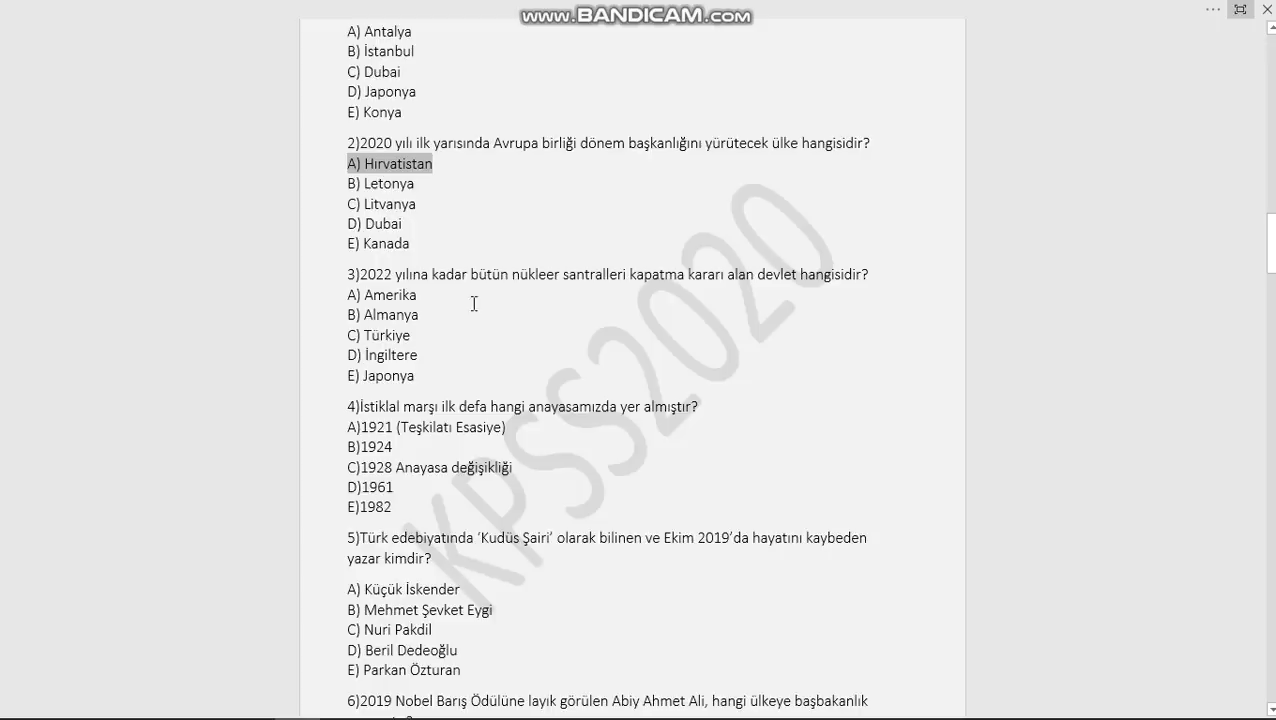 www.BANDICAM.com
A) Antalya
B) İstanbul
C) Dubai
D) Japonya
E) Konya
2)2020 yılı ilk yarısında Avrupa birliği dönem başkanlığını yürütecek ülke hangisidir?
A) Hırvatistan
B) Letonya
C) Litvanya
D) Dubai
E) Kanada
3)2022 yılına kadar bütün nükleer santralleri kapatma kararı alan devlet hangisidir?
A) Amerika
B) Almanya
C) Türkiye
D) İngiltere
E) Japonya
4)İstiklal marşı ilk defa hangi anayasamızda yer almıştır?
A)1921 (Teşkilatı Esasiye)
B)1924
C)1928 Anayasa değişikliği
D)1961
E)1982
5)Türk edebiyatında 'Kudüs Şairi' olarak bilinen ve Ekim 2019'da hayatını kaybeden
yazar kimdir?
A) Küçük İskender
B) Mehmet Şevket Eygi
C) Nuri Pakdil
D) Beril Dedeoğlu
E) Parkan Özturan
6)2019 Nobel Barış Ödülüne layık görülen Abiy Ahmet Ali, hangi ülkeye başbakanlık
KPSS2020